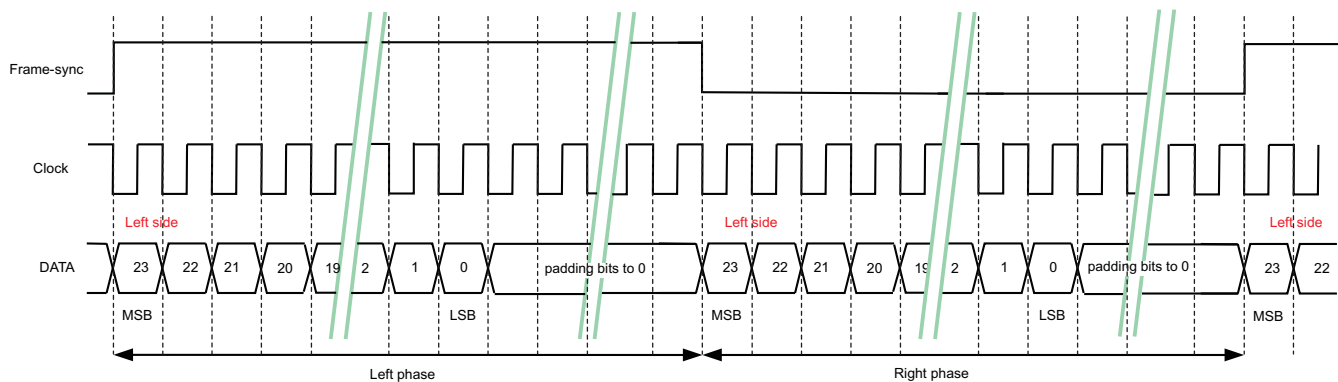 Frame-sync
Clock
Left side Left side Left side
DATA 23 22 21 20 19 2 1 0 padding bits to 0 23 22 21 20 19 2 1 0 padding bits to 0 23 22
MSB LSB MSB LSB MSB
Left phase Right phase